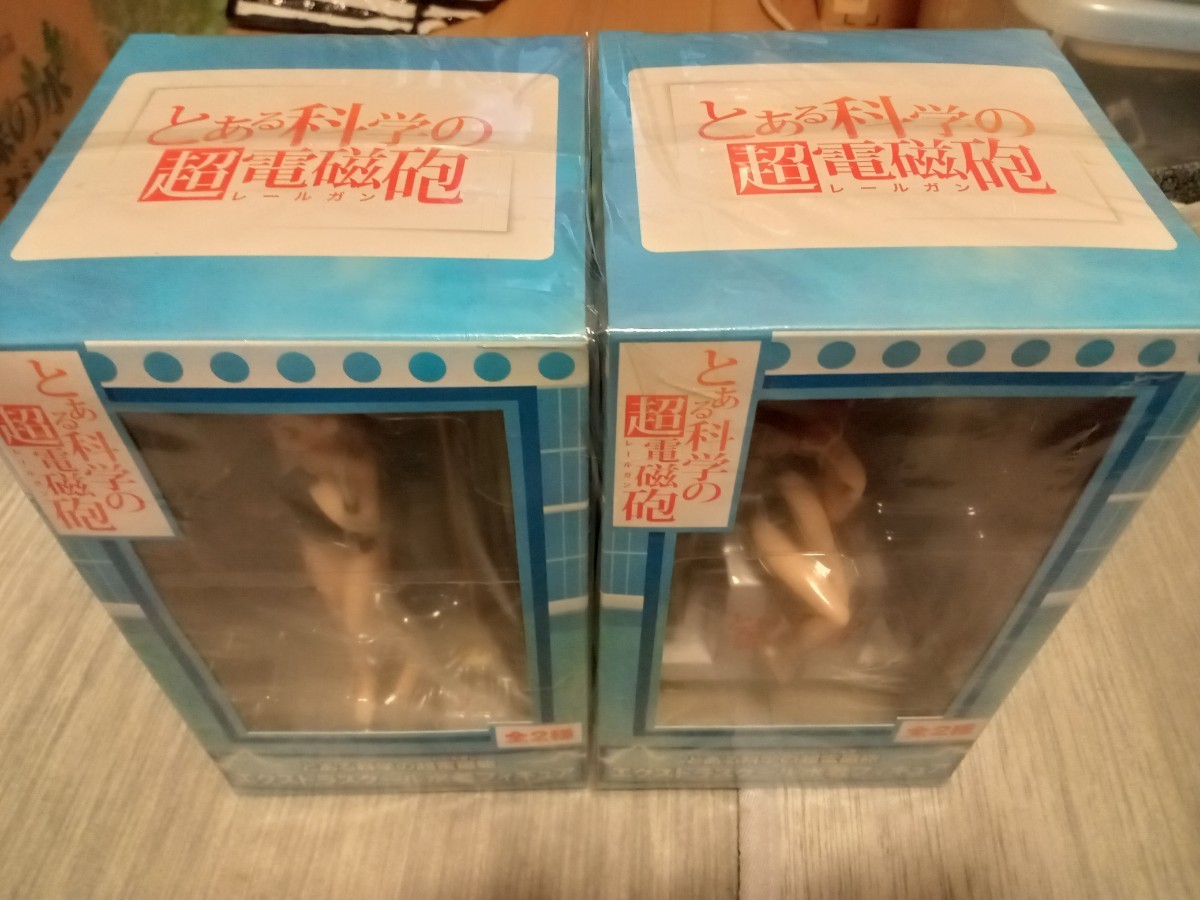 とある科学の
超電磁砲
レールガン
とある科学の
超電磁砲
レールガン
とある科学の
超電磁砲
とある科学の
超電磁砲
レールガン
全2種
全2種